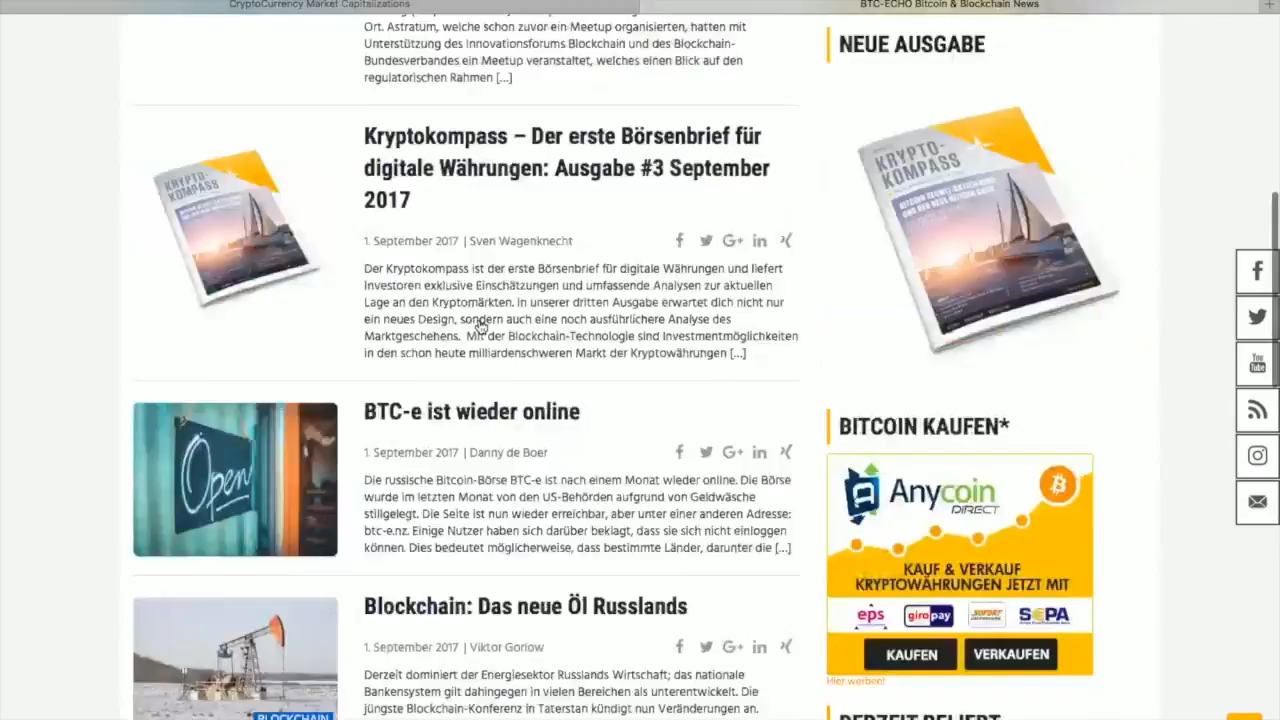 CryptoCurrency Market Capitalizations
BTC-ECHO Bitcoin & Blockchain News
Ort. Astratum, welche schon zuvor ein Meetup organisierten, hatten mit
Unterstützung des Innovationsforums Blockchain und des Blockchain-
Bundesverbandes ein Meetup veranstaltet, welches einen Blick auf den
regulatorischen Rahmen [...]
Kryptokompass – Der erste Börsenbrief für
digitale Währungen: Ausgabe #3 September
2017
1. September 2017 | Sven Wagenknecht
Der Kryptokompass ist der erste Börsenbrief für digitale Währungen und liefert
Investoren exklusive Einschätzungen und umfassende Analysen zur aktuellen
Lage an den Kryptomärkten. In unserer dritten Ausgabe erwartet dich nicht nur
ein neues Design, sondern auch eine noch ausführlichere Analyse des
Marktgeschehens. Mit der Blockchain-Technologie sind Investmentmöglichkeiten
in den schon heute milliardenschweren Markt der Kryptowährungen [...]
KRYPTO-
KOMPASS
BTC-e ist wieder online
1. September 2017 | Danny de Boer
Die russische Bitcoin-Börse BTC-e ist nach einem Monat wieder online. Die Börse
wurde im letzten Monat von den US-Behörden aufgrund von Geldwäsche
stillgelegt. Die Seite ist nun wieder erreichbar, aber unter einer anderen Adresse:
btc-e.nz. Einige Nutzer haben sich darüber beklagt, dass sie sich nicht einloggen
können. Dies bedeutet möglicherweise, dass bestimmte Länder, darunter die [...]
Open
Blockchain: Das neue Öl Russlands
1. September 2017 | Viktor Gorlow
Derzeit dominiert der Energiesektor Russlands Wirtschaft; das nationale
Bankensystem gilt dahingegen in vielen Bereichen als unterentwickelt. Die
jüngste Blockchain-Konferenz in Taterstan kündigt nun Veränderungen an.
BLOCKCHAIN
NEUE AUSGABE
KRYPTO-
KOMPASS
BITCOIN KAUFEN*
Anycoin
DIRECT
KAUF & VERKAUF
KRYPTOWÄHRUNGEN JETZT MIT
eps
giropay
SOFORT
SEPA
KAUFEN
VERKAUFEN
Hier werben!
DERZEIT BELIEBT
You
Tube